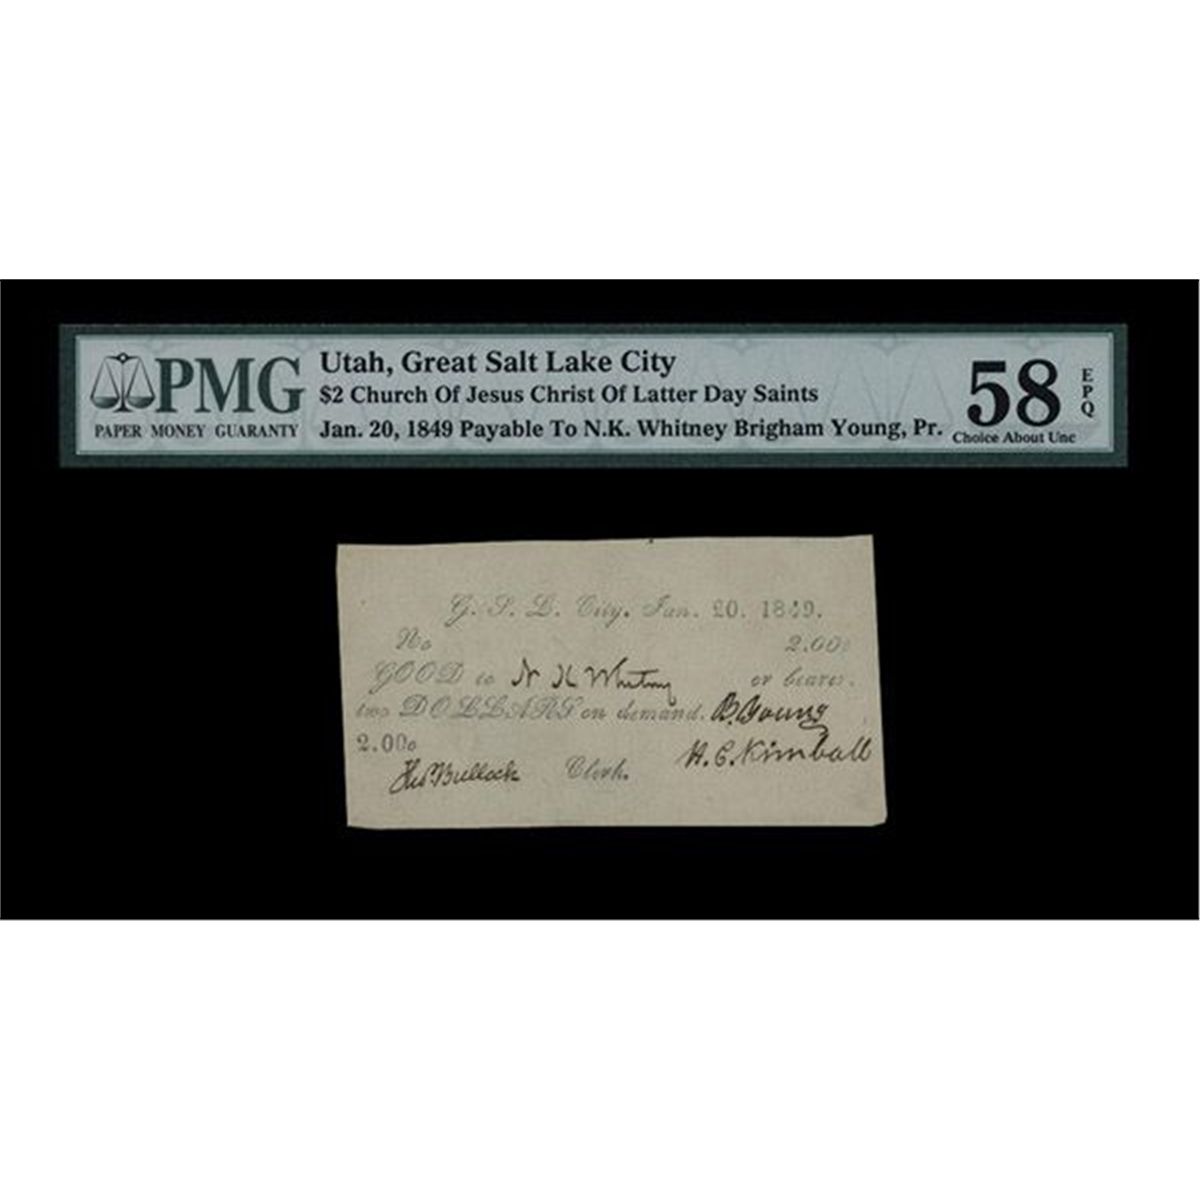 PMG
PAPER MONEY GUARANTY
Utah, Great Salt Lake City
$2 Church Of Jesus Christ Of Latter Day Saints
Jan. 20, 1849 Payable To N.K. Whitney Brigham Young, Pr.
58
EPQ
Choice About Unc
G. S. L. City, Jan. 20, 1849.
No 2.00
GOOD to N K Whitney or bearer.
two DOLLARS on demand. B. Young
2.00 H. C. Kimball
Thos Bullock Clerk.